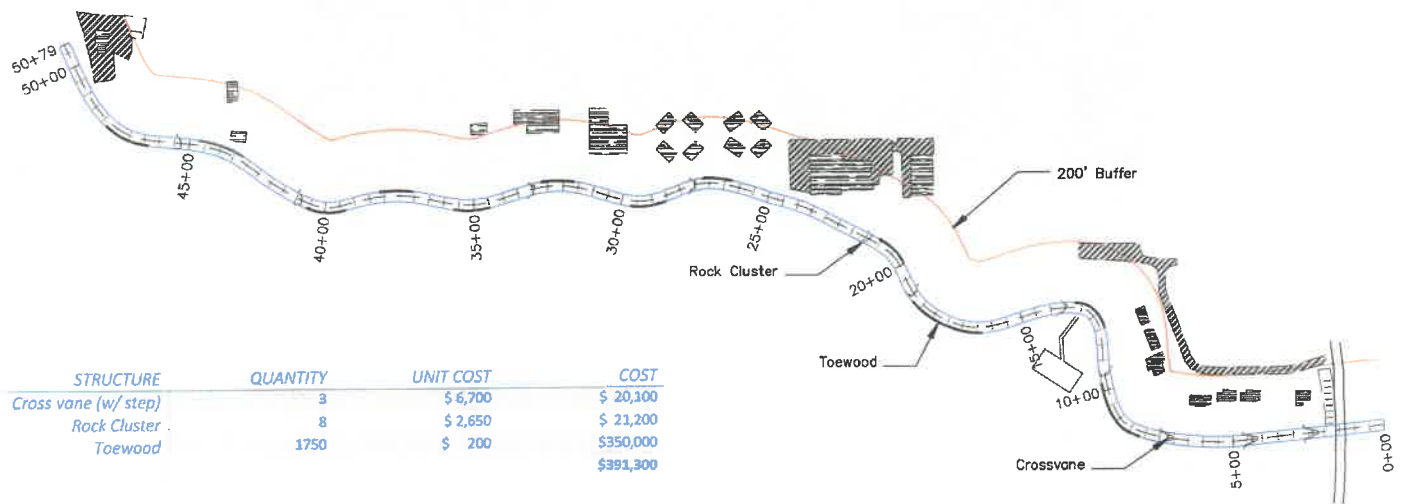 50+79
50+00
45+00
40+00
35+00
30+00
25+00
200' Buffer
Rock Cluster
20+00
Toewood
15+00
10+00
Crossvane
5+00
0+00
STRUCTURE QUANTITY UNIT COST COST
Cross vane (w/ step) 3 $ 6,700 $ 20,100
Rock Cluster 8 $ 2,650 $ 21,200
Toewood 1750 $ 200 $350,000
$391,300